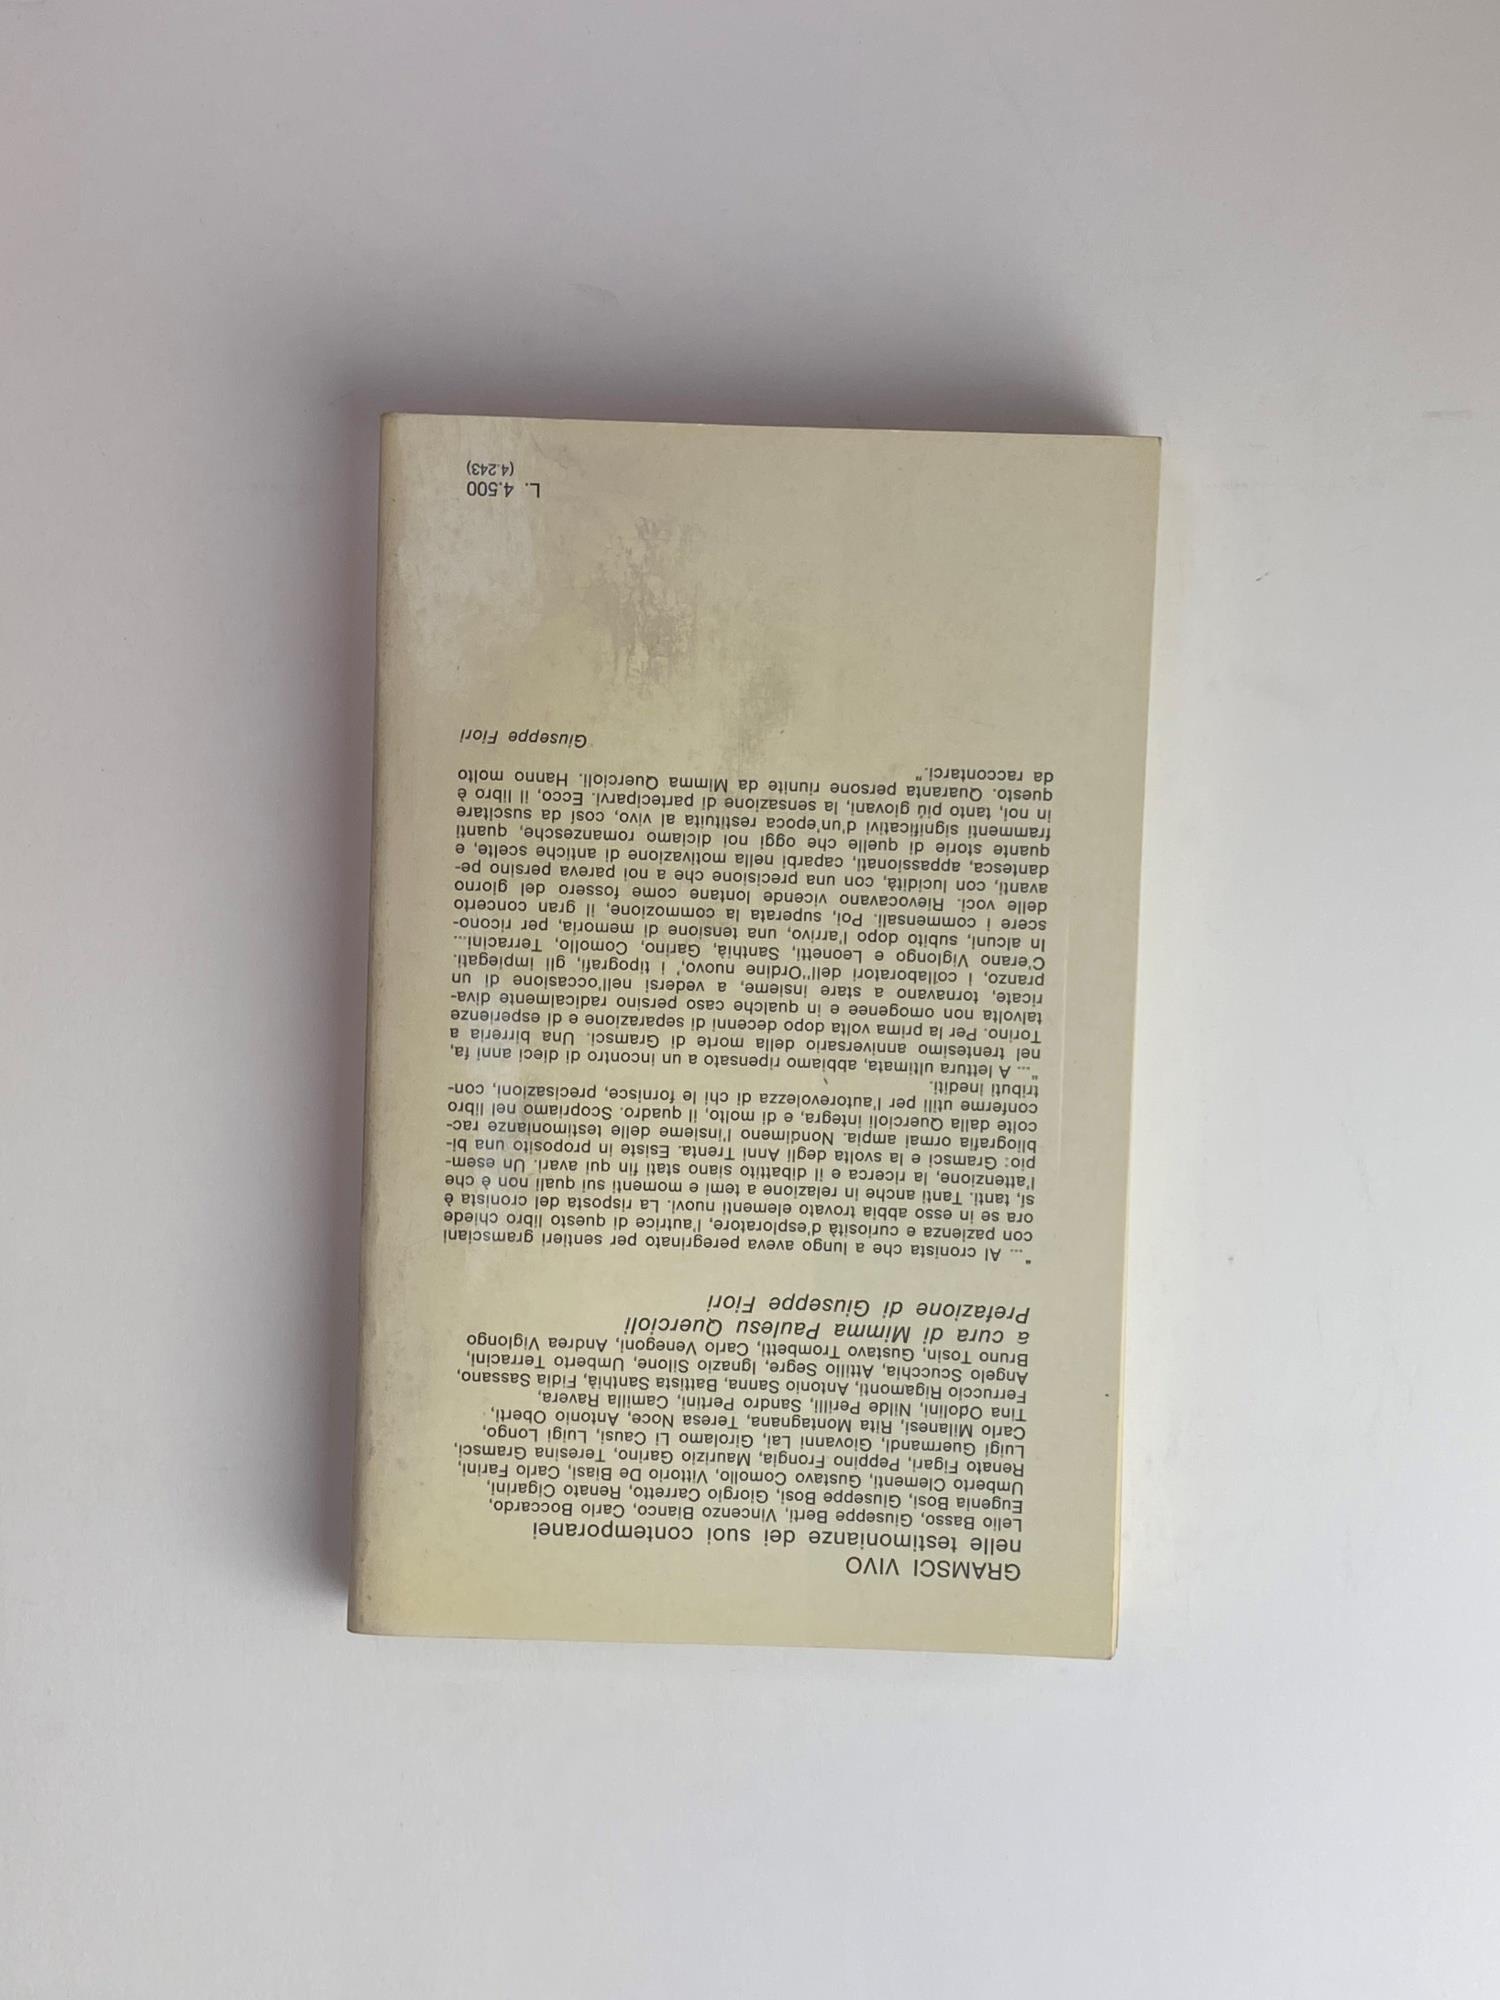 GRAMSCI VIVO
nelle testimonianze dei suoi contemporanei
Lelio Basso, Giuseppe Berti, Vincenzo Bianco, Carlo Boccardo,
Eugenia Bosi, Giuseppe Bosi, Giorgio Carretto, Renato Cigarini,
Umberto Clementi, Gustavo Comollo, Vittorio De Biasi, Carlo Farini,
Renato Figari, Peppino Frongia, Maurizio Garino, Teresina Gramsci,
Luigi Guermandi, Giovanni Lai, Girolamo Li Causi, Luigi Longo,
Carlo Milanesi, Rita Montagnana, Teresa Noce, Antonio Oberti,
Tina Odolini, Nilde Perilli, Sandro Pertini, Camilla Ravera,
Ferruccio Rigamonti, Antonio Sanna, Battista Santhià, Fidia Sassano,
Angelo Scucchia, Attilio Segre, Ignazio Silone, Umberto Terracini,
Bruno Tosin, Gustavo Trombetti, Carlo Venegoni, Andrea Viglongo
a cura di Mimma Paulesu Quercioli
Prefazione di Giuseppe Fiori
"... Al cronista che a lungo aveva peregrinato per sentieri gramsciani
con pazienza e curiosità d'esploratore, l'autrice di questo libro chiede
ora se in esso abbia trovato elementi nuovi. La risposta del cronista è
sí, tanti. Tanti anche in relazione a temi e momenti sui quali non è che
l'attenzione, la ricerca e il dibattito siano stati fin qui avari. Un esem-
pio: Gramsci e la svolta degli Anni Trenta. Esiste in proposito una bi-
bliografia ormai ampia. Nondimeno l'insieme delle testimonianze rac-
colte dalla Quercioli integra, e di molto, il quadro. Scopriamo nel libro
conferme utili per l'autorevolezza di chi le fornisce, precisazioni, con-
tributi inediti.
"... A lettura ultimata, abbiamo ripensato a un incontro di dieci anni fa,
nel trentesimo anniversario della morte di Gramsci. Una birreria a
Torino. Per la prima volta dopo decenni di separazione e di esperienze
talvolta non omogenee e in qualche caso persino radicalmente diva-
ricate, tornavano a stare insieme, a vedersi nell'occasione di un
pranzo, i collaboratori dell'"Ordine nuovo,' i tipografi, gli impiegati.
C'erano Viglongo e Leonetti, Santhià, Garino, Comollo, Terracini...
In alcuni, subito dopo l'arrivo, una tensione di memoria, per ricono-
scere i commensali. Poi, superata la commozione, il gran concerto
delle voci. Rievocavano vicende lontane come fossero del giorno
avanti, con lucidità, con una precisione che a noi pareva persino pe-
dantesca, appassionati, caparbi nella motivazione di antiche scelte, e
quante storie di quelle che oggi noi diciamo romanzesche, quanti
frammenti significativi d'un'epoca restituita al vivo, cosí da suscitare
in noi, tanto piú giovani, la sensazione di parteciparvi. Ecco, il libro è
questo. Quaranta persone riunite da Mimma Quercioli. Hanno molto
da raccontarci."
Giuseppe Fiori
L. 4.500
(4.243)